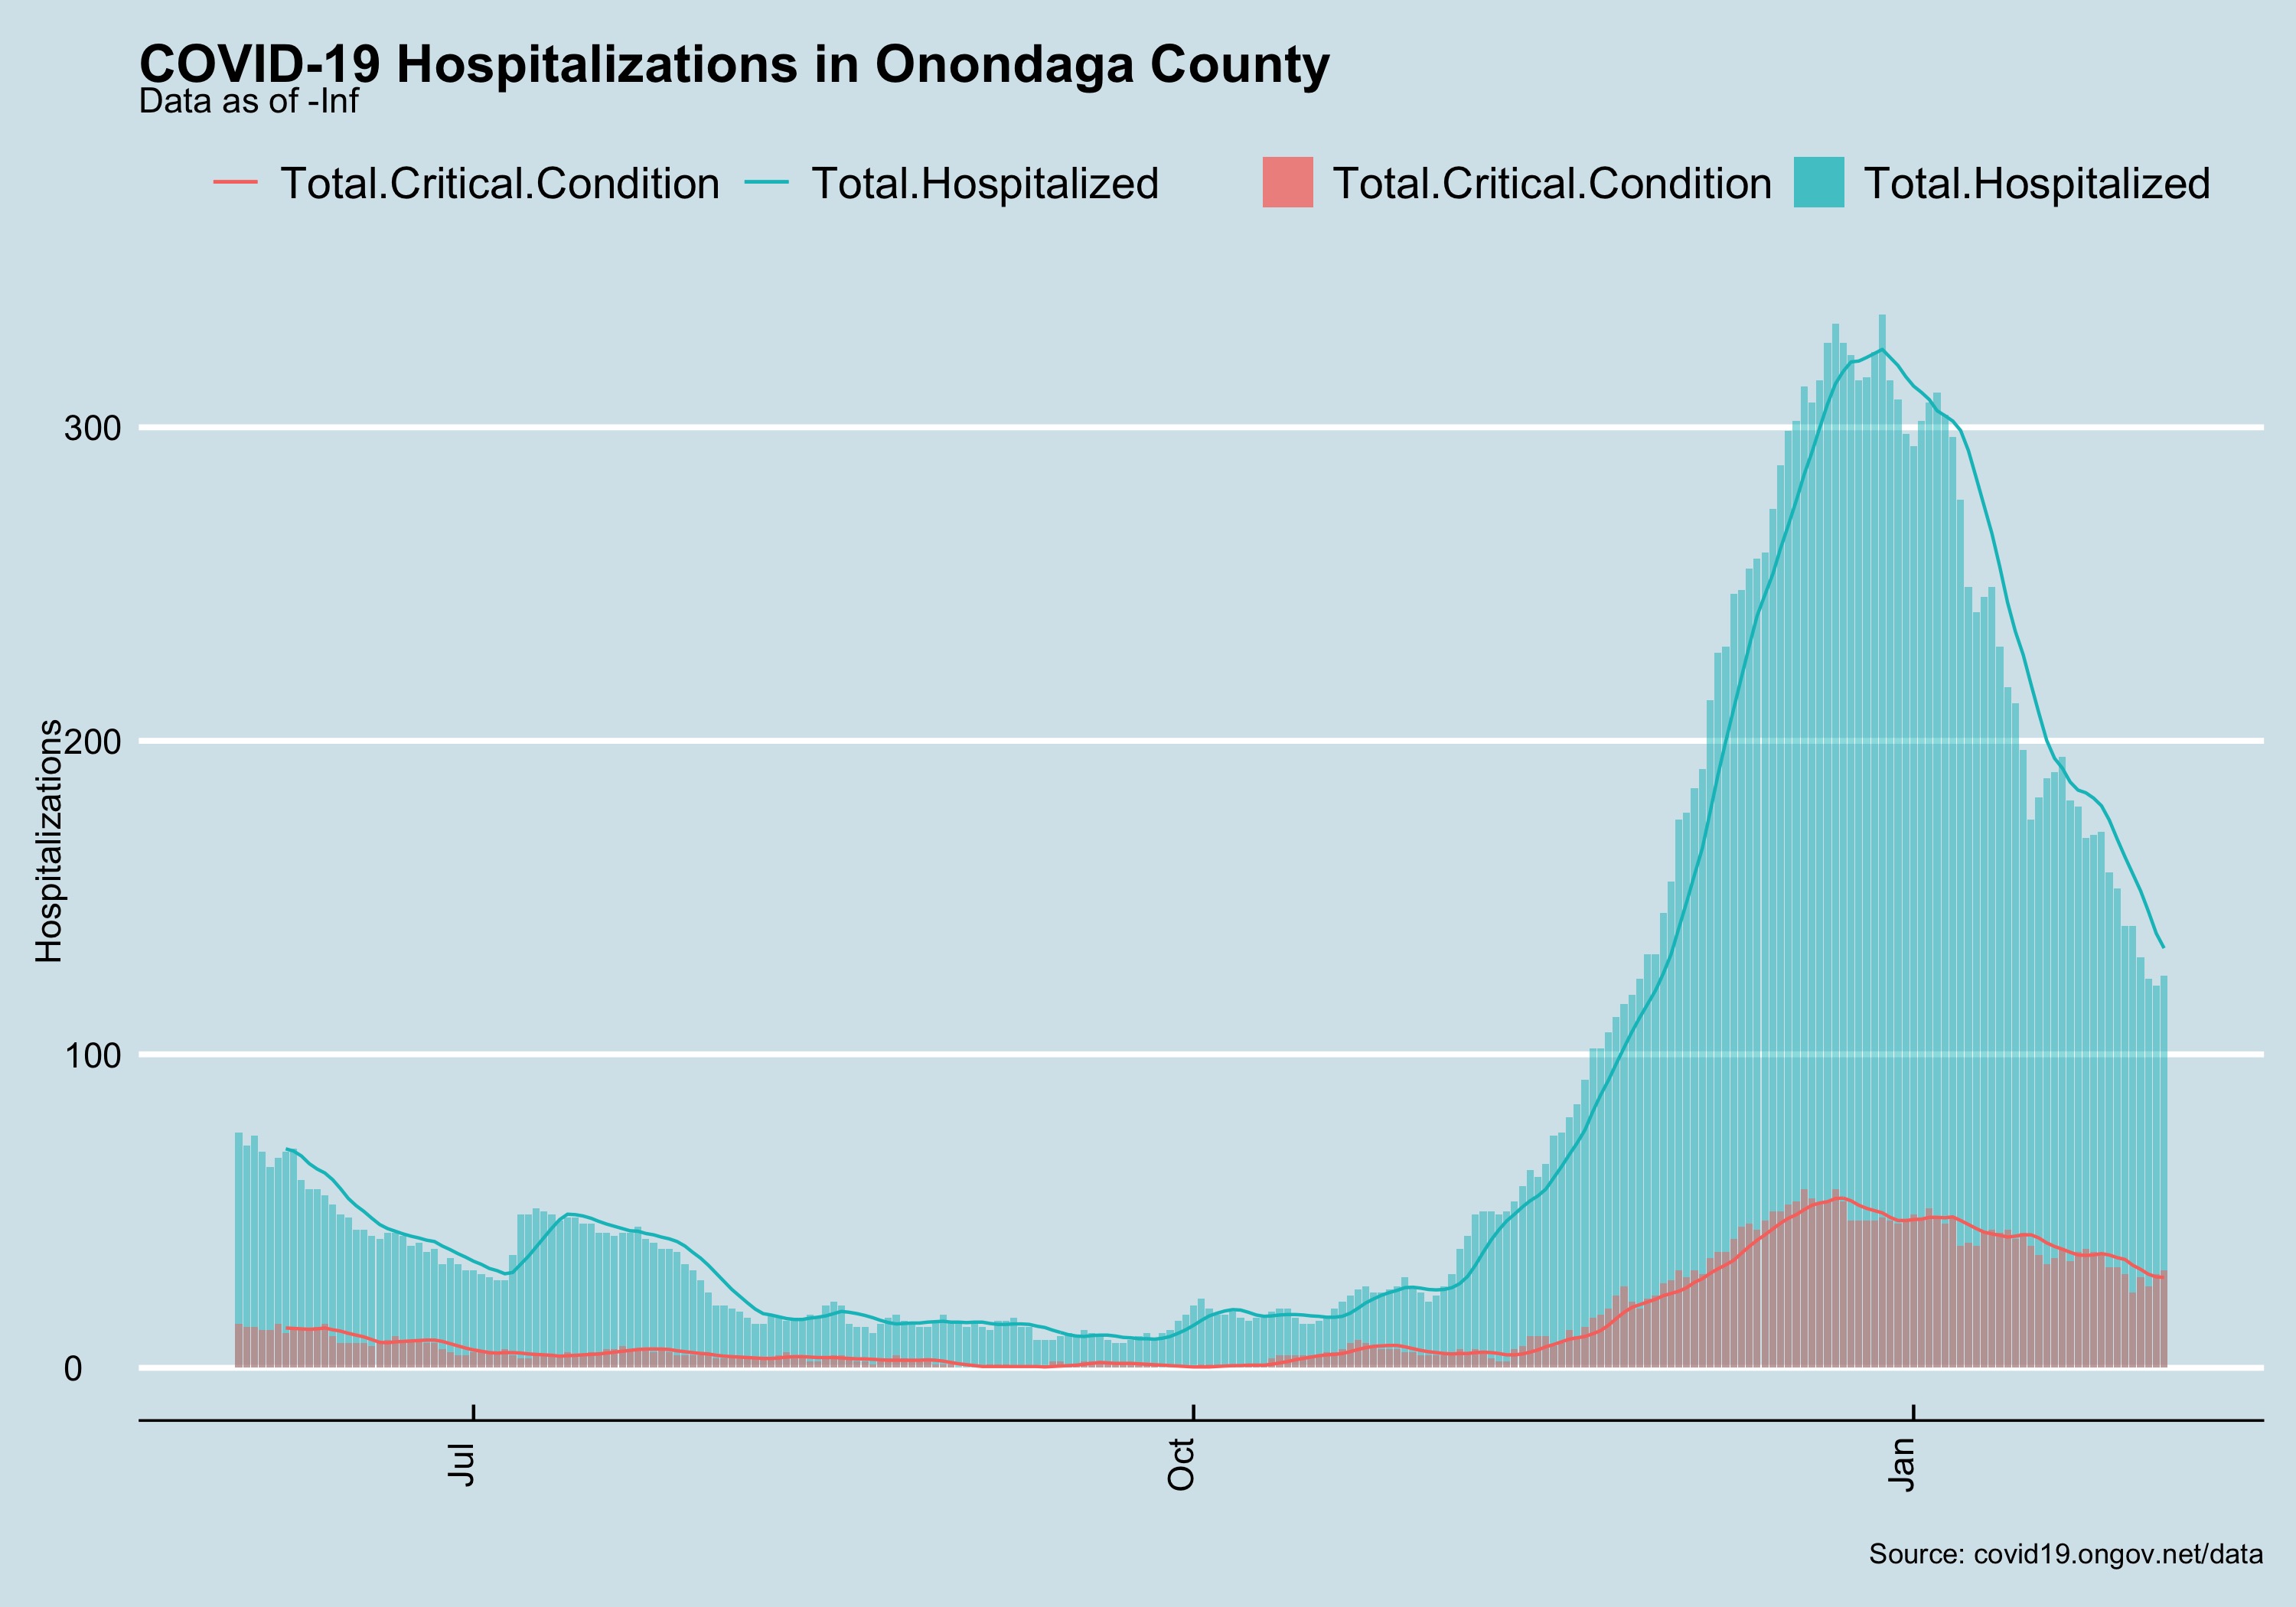 COVID-19 Hospitalizations in Onondaga County
Data as of -Inf
Total.Critical.Condition Total.Hospitalized Total.Critical.Condition Total.Hospitalized
Hospitalizations
300
200
100
0
Jul Oct Jan
Source: covid19.ongov.net/data